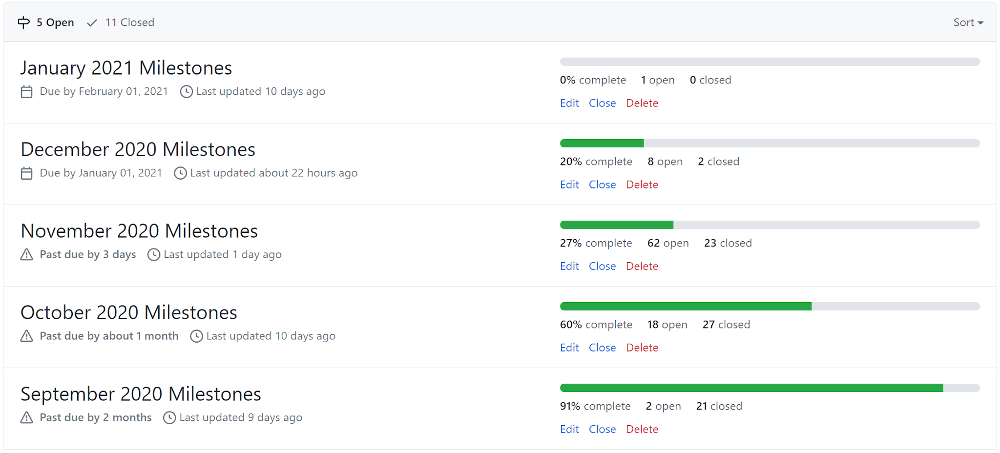 5 Open 11 Closed Sort
January 2021 Milestones
Due by February 01, 2021 Last updated 10 days ago
0% complete 1 open 0 closed
Edit Close Delete
December 2020 Milestones
Due by January 01, 2021 Last updated about 22 hours ago
20% complete 8 open 2 closed
Edit Close Delete
November 2020 Milestones
Past due by 3 days Last updated 1 day ago
27% complete 62 open 23 closed
Edit Close Delete
October 2020 Milestones
Past due by about 1 month Last updated 10 days ago
60% complete 18 open 27 closed
Edit Close Delete
September 2020 Milestones
Past due by 2 months Last updated 9 days ago
91% complete 2 open 21 closed
Edit Close Delete